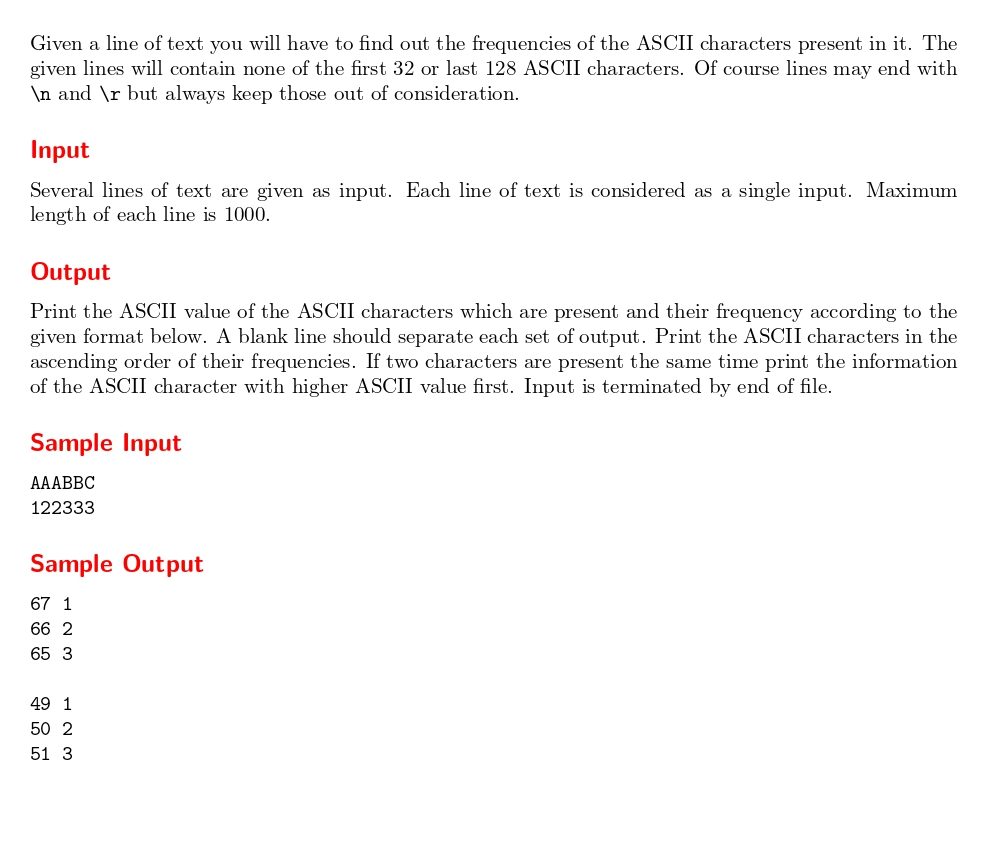 Given a line of text you will have to find out the frequencies of the ASCII characters present in it. The
given lines will contain none of the first 32 or last 128 ASCII characters. Of course lines may end with
\n and \r but always keep those out of consideration.
Input
Several lines of text are given as input. Each line of text is considered as a single input. Maximum
length of each line is 1000.
Output
Print the ASCII value of the ASCII characters which are present and their frequency according to the
given format below. A blank line should separate each set of output. Print the ASCII characters in the
ascending order of their frequencies. If two characters are present the same time print the information
of the ASCII character with higher ASCII value first. Input is terminated by end of file.
Sample Input
AAABBC
122333
Sample Output
67 1
66 2
65 3
49 1
50 2
51 3